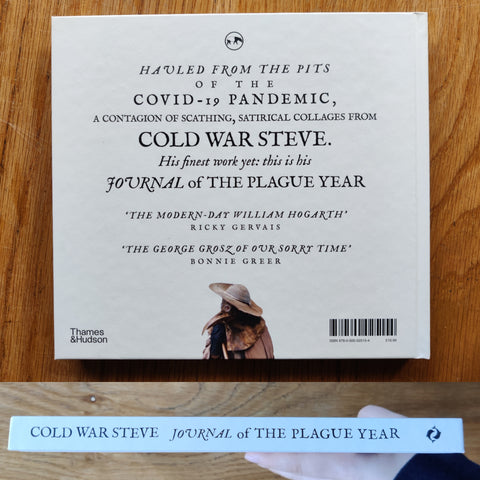 HAULED FROM THE PITS
OF THE
COVID-19 PANDEMIC,
A CONTAGION OF SCATHING, SATIRICAL COLLAGES FROM
COLD WAR STEVE.
His finest work yet: this is his
JOURNAL of THE PLAGUE YEAR
‘THE MODERN-DAY WILLIAM HOGARTH’
RICKY GERVAIS
‘THE GEORGE GROSZ OF OUR SORRY TIME’
BONNIE GREER
Thames
&Hudson
COLD WAR STEVE JOURNAL of THE PLAGUE YEAR